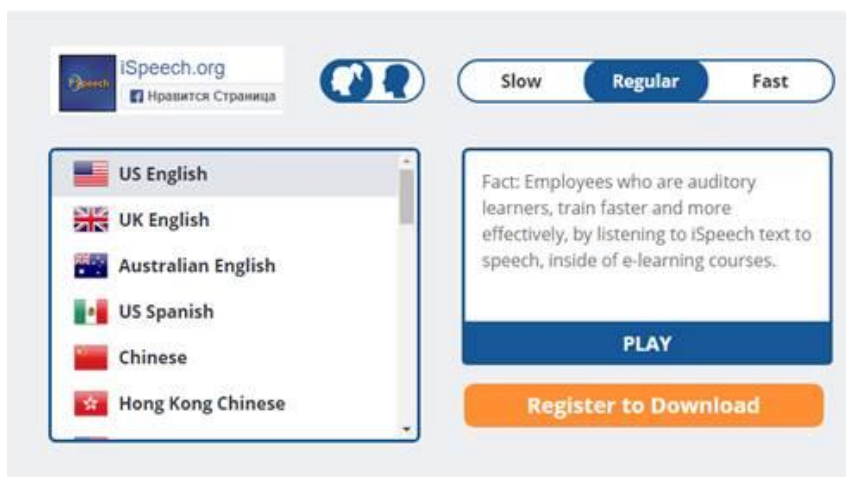 iSpeech
iSpeech.org
Нравится Страница
Slow
Regular
Fast
US English
UK English
Australian English
US Spanish
Chinese
Hong Kong Chinese
Fact: Employees who are auditory
learners, train faster and more
effectively, by listening to iSpeech text to
speech, inside of e-learning courses.
PLAY
Register to Download